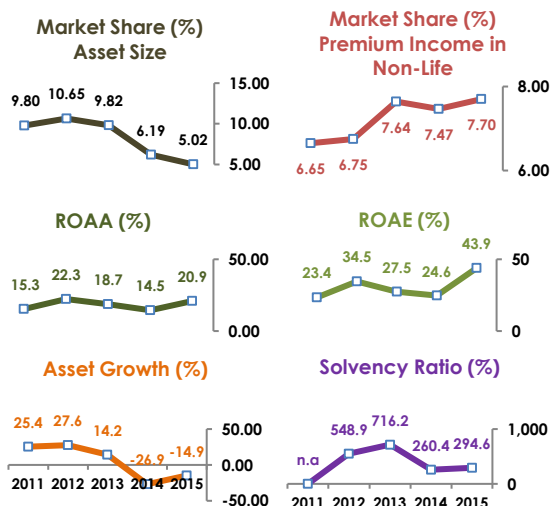 Market Share (%)
Asset Size
15.00
10.00
5.00
9.80 10.65 9.82 6.19 5.02
Market Share (%)
Premium Income in
Non-Life
8.00
6.00
6.65 6.75 7.64 7.47 7.70
ROAA (%)
50.00
0.00
15.3 22.3 18.7 14.5 20.9
ROAE (%)
50
0
23.4 34.5 27.5 24.6 43.9
Asset Growth (%)
50.00
0.00
-50.00
25.4 27.6 14.2 -26.9 -14.9
2011 2012 2013 2014 2015
Solvency Ratio (%)
1,000
0
n.a 548.9 716.2 260.4 294.6
2011 2012 2013 2014 2015